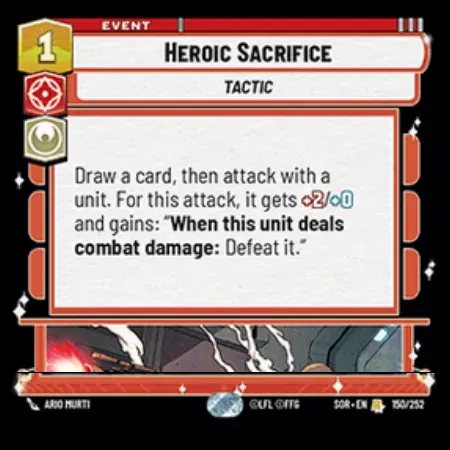 EVENT
1
HEROIC SACRIFICE
TACTIC
Draw a card, then attack with a
unit. For this attack, it gets +2/+0
and gains: “When this unit deals
combat damage: Defeat it.”
ARIO MURTI
©LFL ©FFG
SOR • EN
150/252